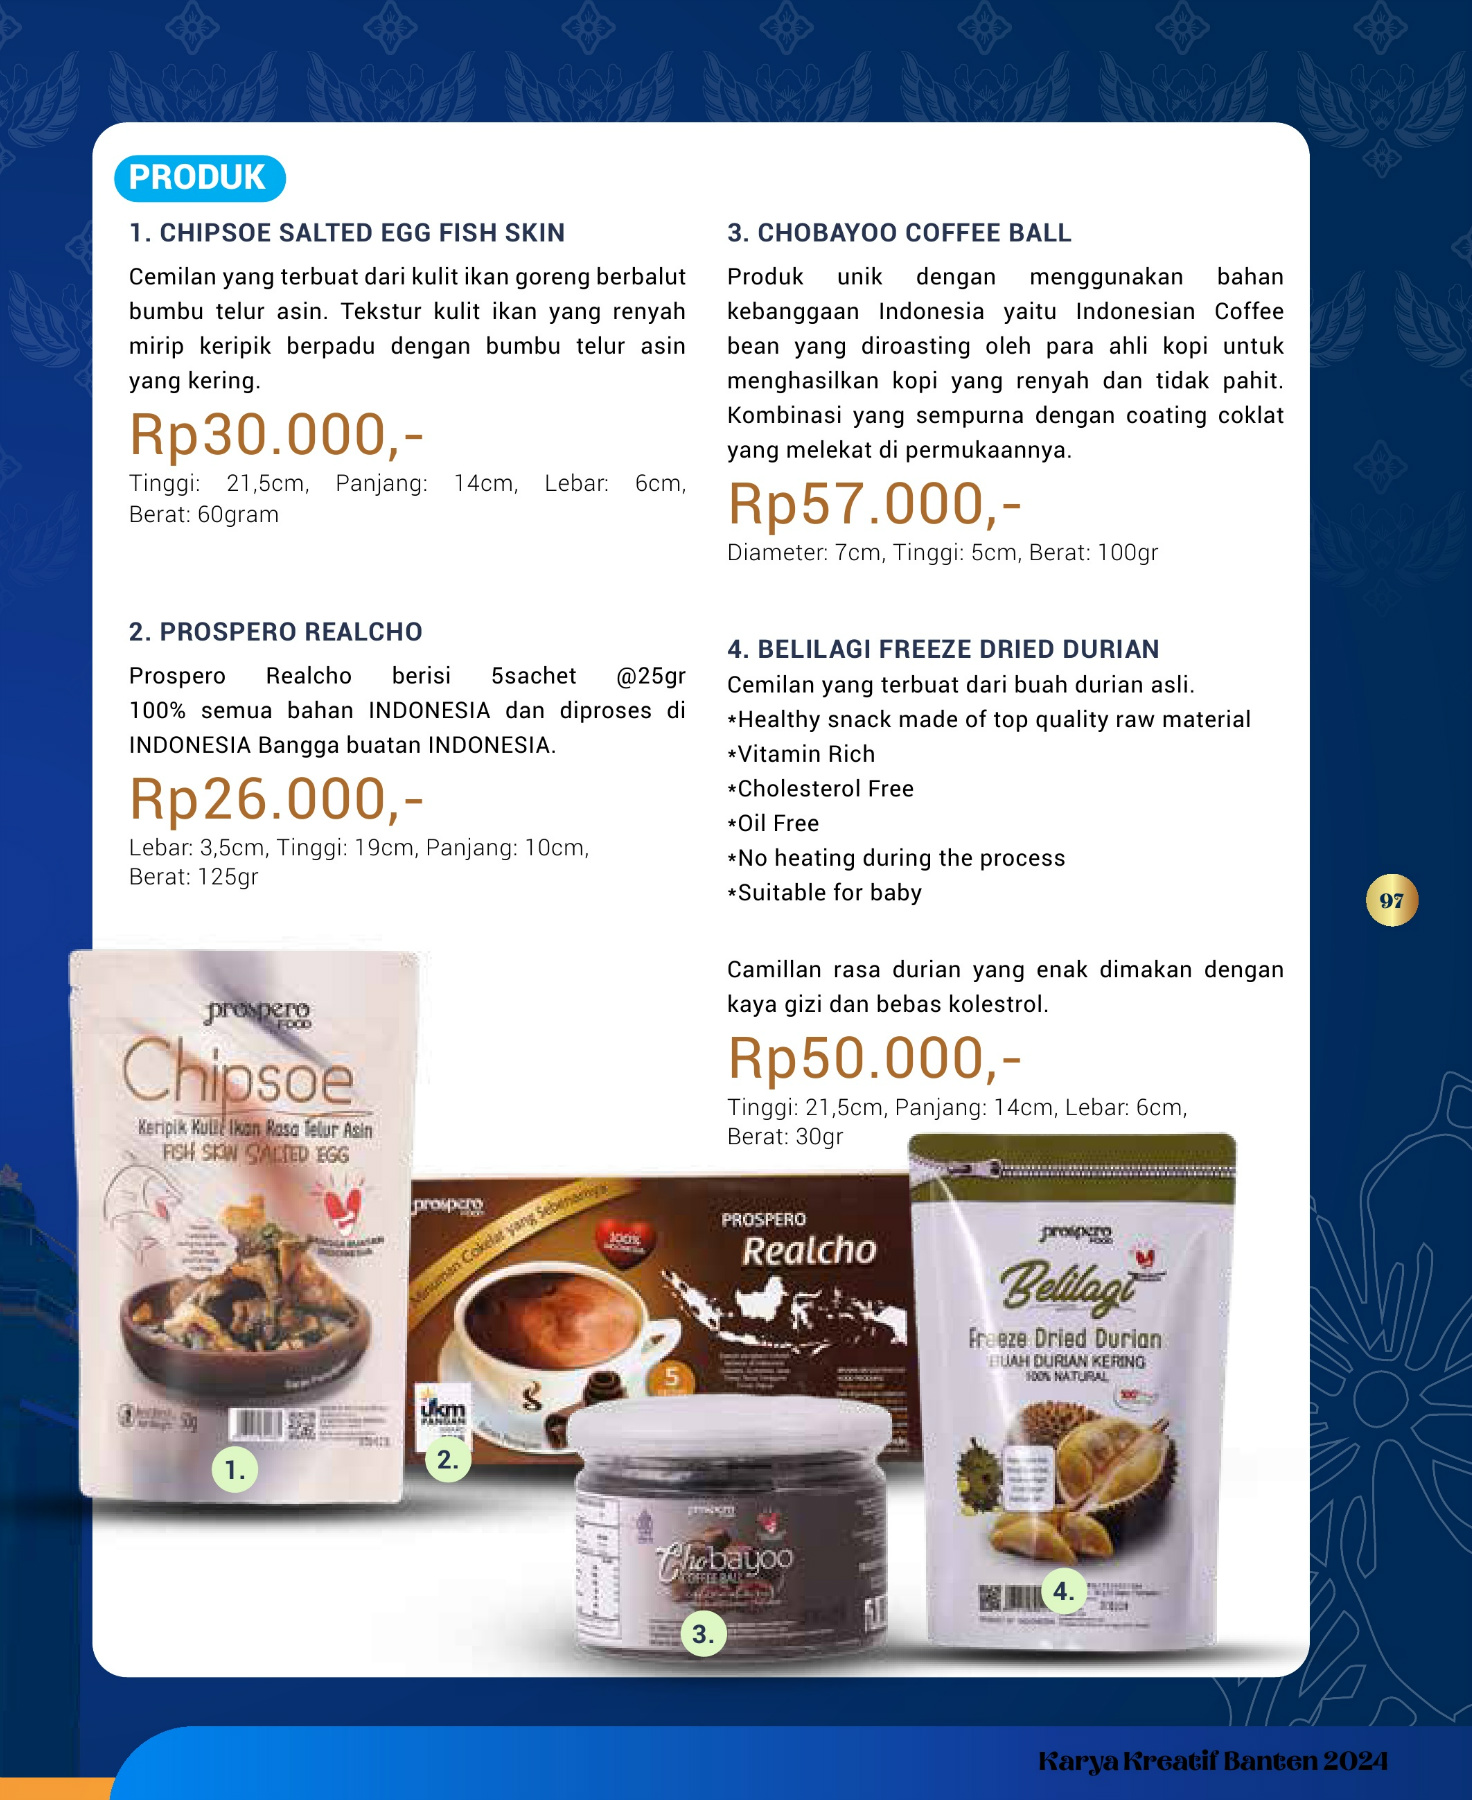 PRODUK
1. CHIPSOE SALTED EGG FISH SKIN
Cemilan yang terbuat dari kulit ikan goreng berbalut
bumbu telur asin. Tekstur kulit ikan yang renyah
mirip keripik berpadu dengan bumbu telur asin
yang kering.
Rp30.000,-
Tinggi: 21,5cm, Panjang: 14cm, Lebar: 6cm,
Berat: 60gram
2. PROSPERO REALCHO
Prospero Realcho berisi 5sachet @25gr
100% semua bahan INDONESIA dan diproses di
INDONESIA Bangga buatan INDONESIA.
Rp26.000,-
Lebar: 3,5cm, Tinggi: 19cm, Panjang: 10cm,
Berat: 125gr
3. CHOBAYOO COFFEE BALL
Produk unik dengan menggunakan bahan
kebanggaan Indonesia yaitu Indonesian Coffee
bean yang diroasting oleh para ahli kopi untuk
menghasilkan kopi yang renyah dan tidak pahit.
Kombinasi yang sempurna dengan coating coklat
yang melekat di permukaannya.
Rp57.000,-
Diameter: 7cm, Tinggi: 5cm, Berat: 100gr
4. BELILAGI FREEZE DRIED DURIAN
Cemilan yang terbuat dari buah durian asli.
*Healthy snack made of top quality raw material
*Vitamin Rich
*Cholesterol Free
*Oil Free
*No heating during the process
*Suitable for baby
Camillan rasa durian yang enak dimakan dengan
kaya gizi dan bebas kolestrol.
Rp50.000,-
Tinggi: 21,5cm, Panjang: 14cm, Lebar: 6cm,
Berat: 30gr
97
prospero
FOOD
Chipsoe
Keripik Kulit Ikan Rasa Telur Asin
FISH SKIN SALTED EGG
BANGGA BUATAN
INDONESIA
50g
1.
prospero
FOOD
Minuman Cokelat yang Sebenarnya
100%
INDONESIA
PROSPERO
Realcho
5
ukm
PANGAN
2.
prospero
Chobayoo
COFFEE BALL
3.
prospero
FOOD
Belilagi
Freeze Dried Durian
BUAH DURIAN KERING
100% NATURAL
100%
4.
Karya Kreatif Banten 2024